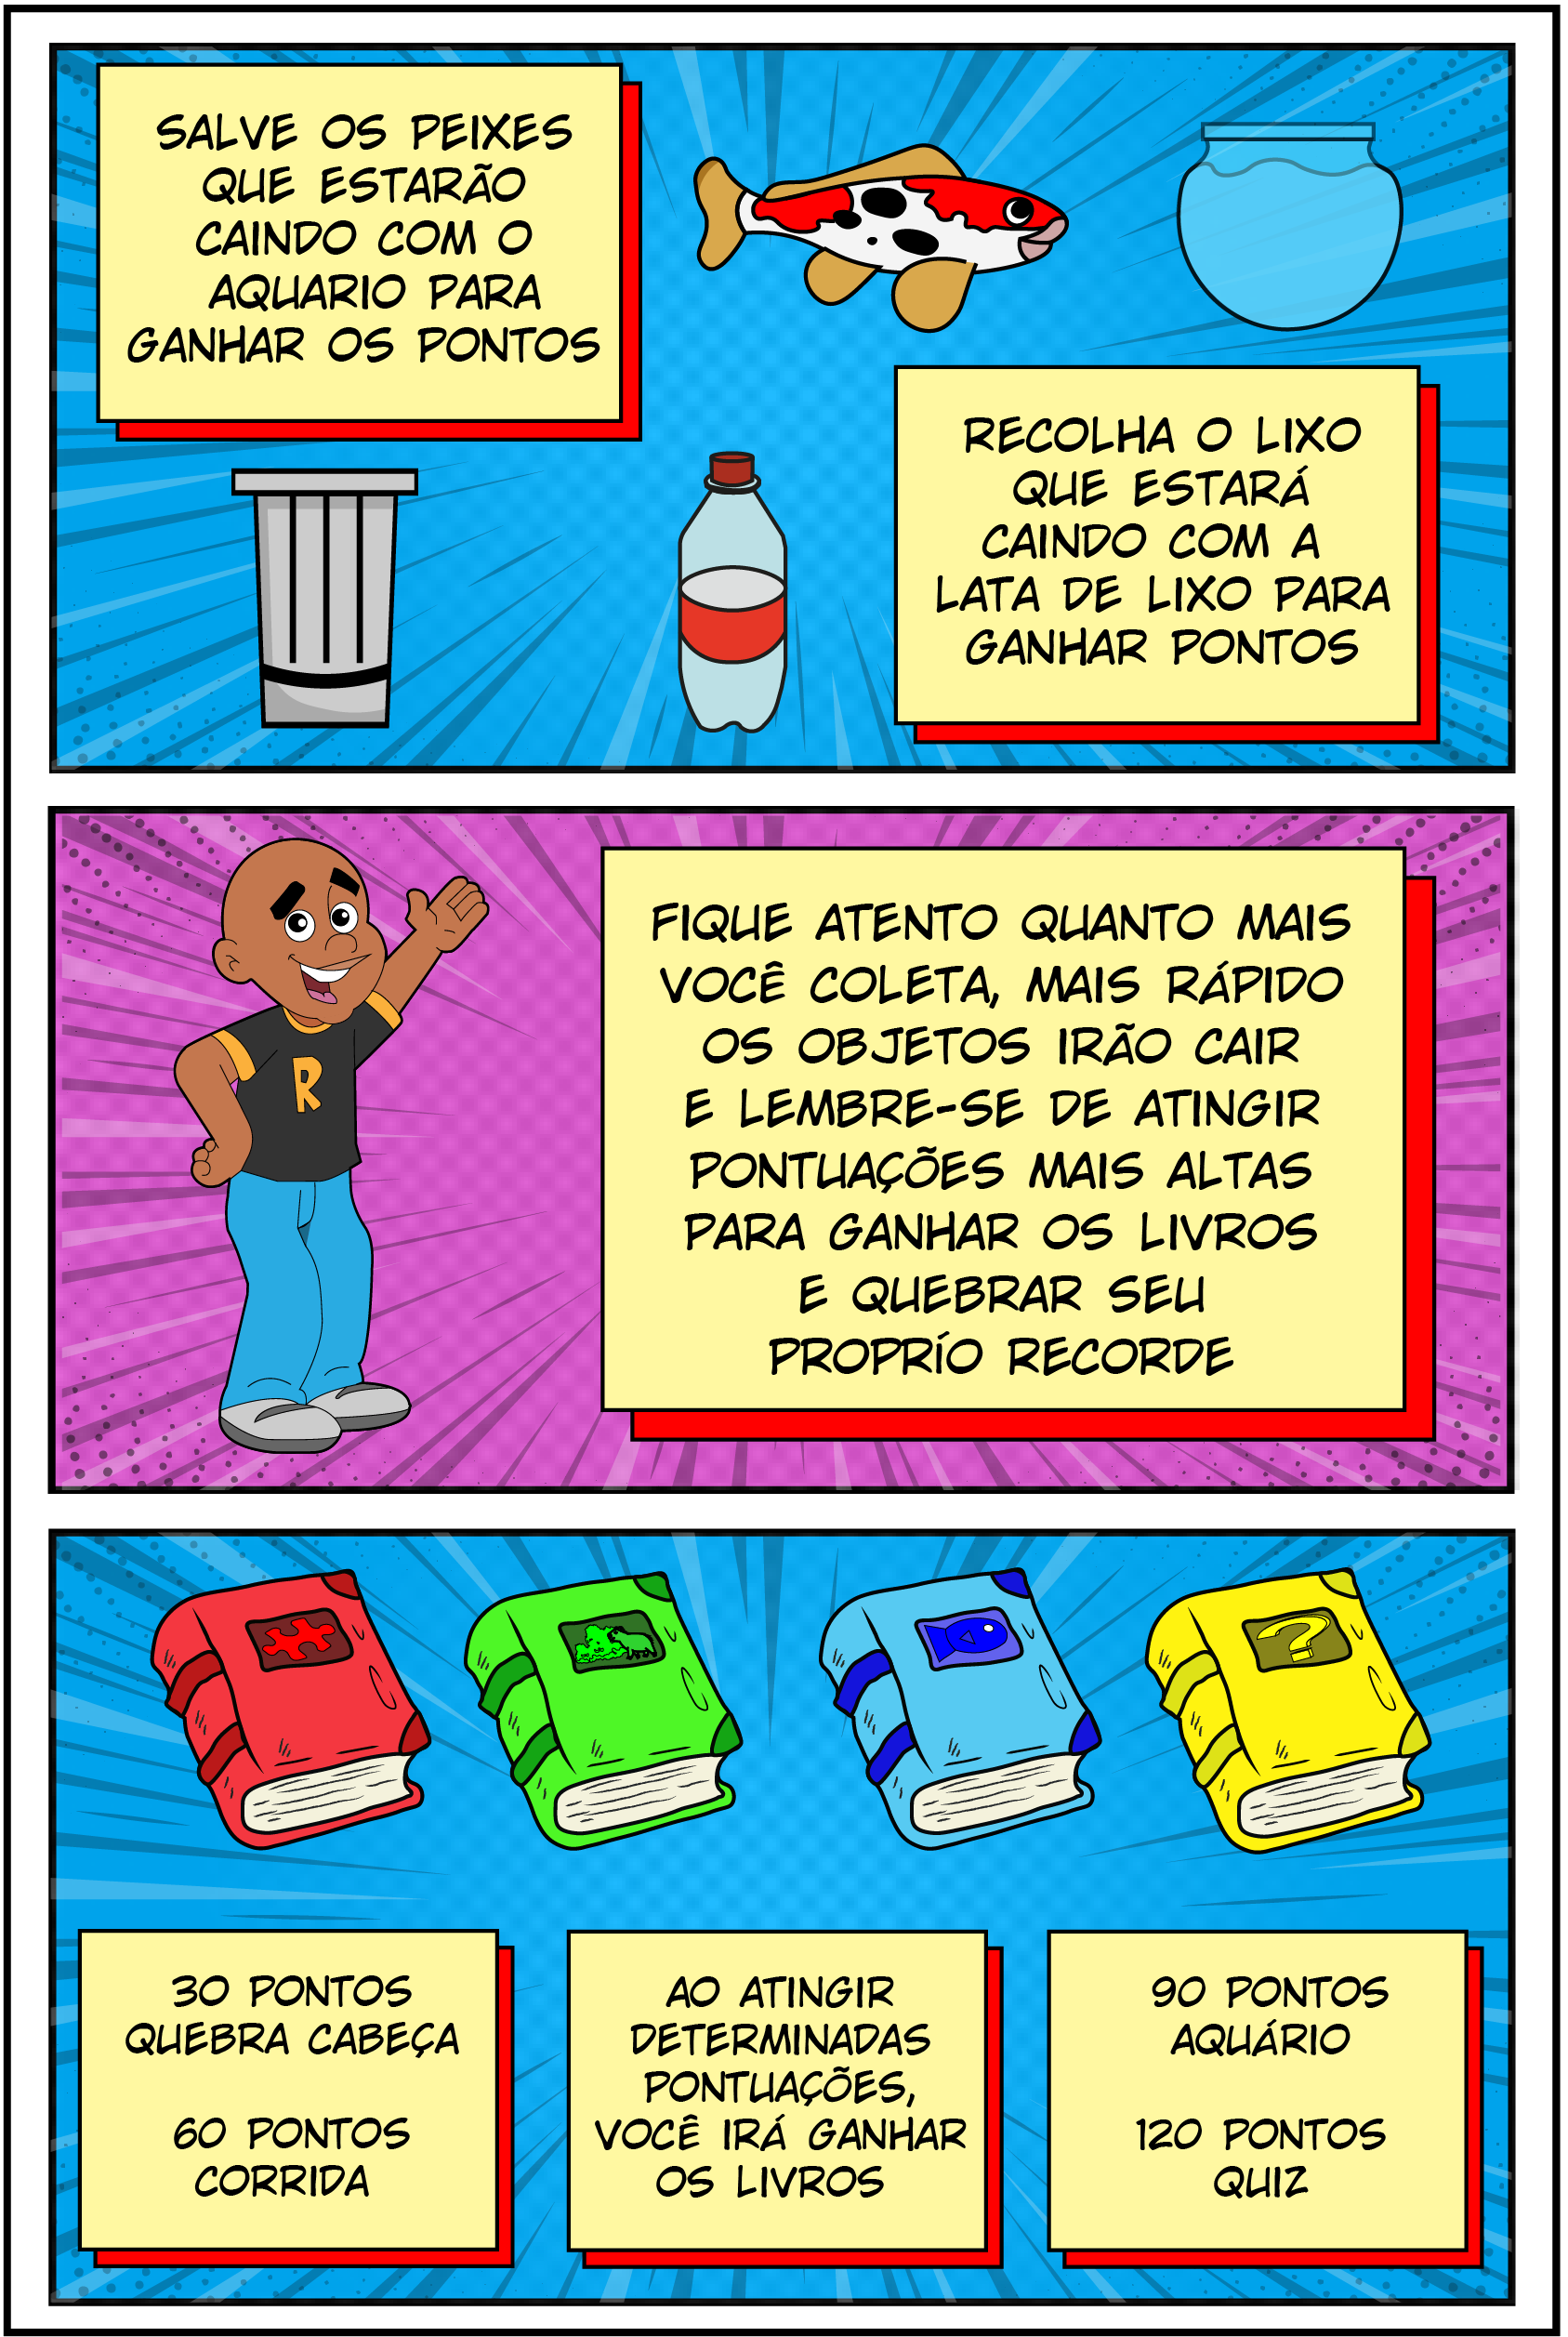 SALVE OS PEIXES
QUE ESTARÃO
CAINDO COM O
AQUARIO PARA
GANHAR OS PONTOS
RECOLHA O LIXO
QUE ESTARÁ
CAINDO COM A
LATA DE LIXO PARA
GANHAR PONTOS
R
FIQUE ATENTO QUANTO MAIS
VOCÊ COLETA, MAIS RÁPIDO
OS OBJETOS IRÃO CAIR
E LEMBRE-SE DE ATINGIR
PONTUAÇÕES MAIS ALTAS
PARA GANHAR OS LIVROS
E QUEBRAR SEU
PROPRÍO RECORDE
?
30 PONTOS
QUEBRA CABEÇA
60 PONTOS
CORRIDA
AO ATINGIR
DETERMINADAS
PONTUAÇÕES,
VOCÊ IRÁ GANHAR
OS LIVROS
90 PONTOS
AQUÁRIO
120 PONTOS
QUIZ